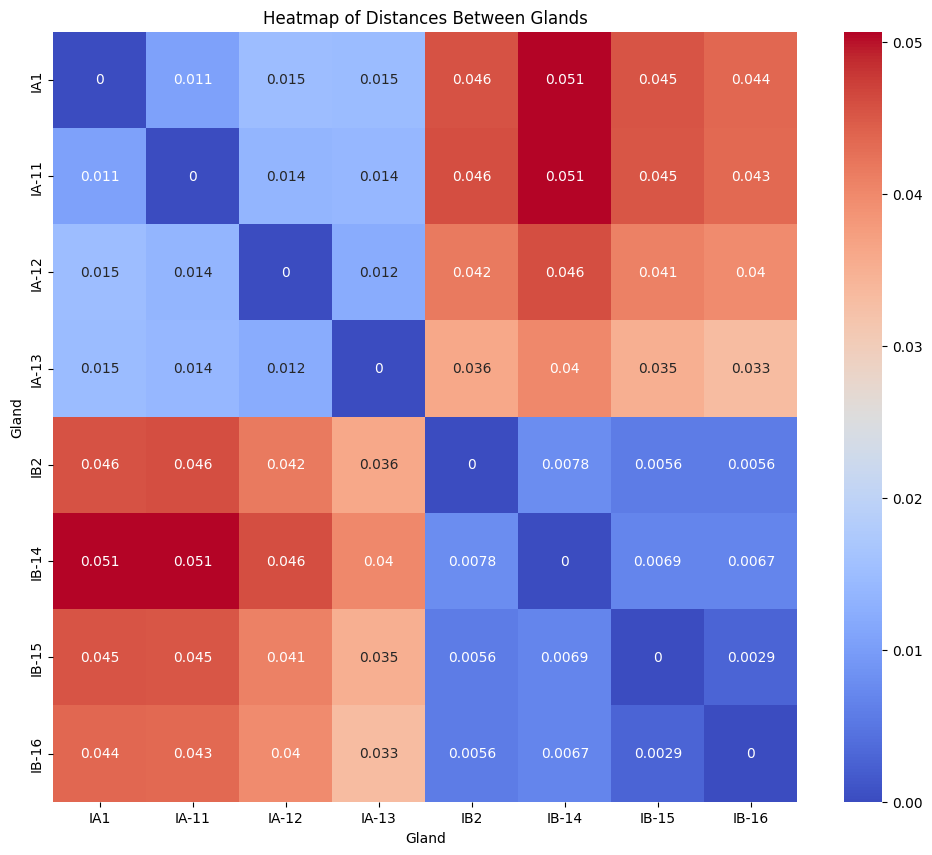 Heatmap of Distances Between Glands
IA1 0 0.011 0.015 0.015 0.046 0.051 0.045 0.044
IA-11 0.011 0 0.014 0.014 0.046 0.051 0.045 0.043
IA-12 0.015 0.014 0 0.012 0.042 0.046 0.041 0.04
IA-13 0.015 0.014 0.012 0 0.036 0.04 0.035 0.033
IB2 0.046 0.046 0.042 0.036 0 0.0078 0.0056 0.0056
IB-14 0.051 0.051 0.046 0.04 0.0078 0 0.0069 0.0067
IB-15 0.045 0.045 0.041 0.035 0.0056 0.0069 0 0.0029
IB-16 0.044 0.043 0.04 0.033 0.0056 0.0067 0.0029 0
Gland
IA1 IA-11 IA-12 IA-13 IB2 IB-14 IB-15 IB-16
Gland
0.05
0.04
0.03
0.02
0.01
0.00